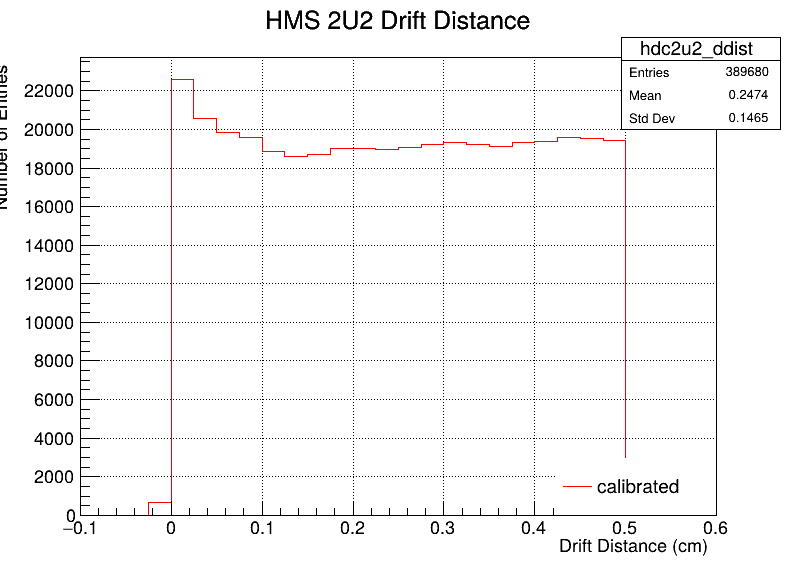 HMS 2U2 Drift Distance
hdc2u2_ddist
Entries 389680
Mean 0.2474
Std Dev 0.1465
Number of Entries
22000
20000
18000
16000
14000
12000
10000
8000
6000
4000
2000
0
calibrated
−0.1 0 0.1 0.2 0.3 0.4 0.5 0.6
Drift Distance (cm)